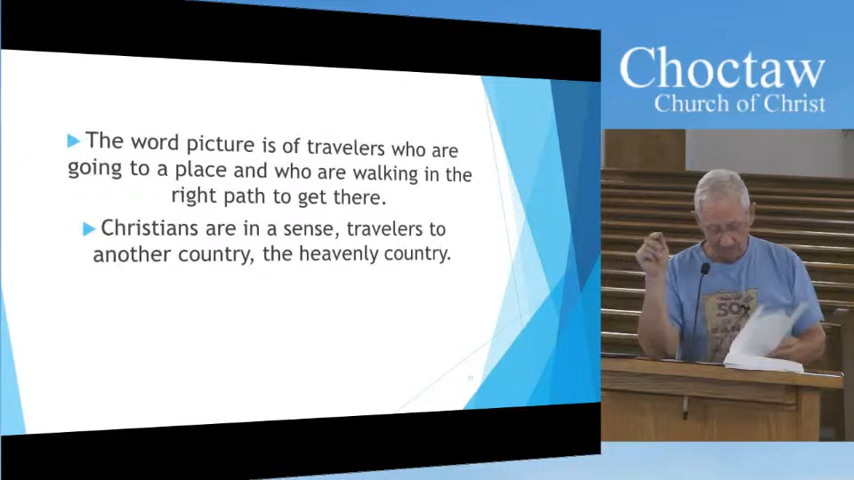 The word picture is of travelers who are
going to a place and who are walking in the
right path to get there.
Christians are in a sense, travelers to
another country, the heavenly country.
Choctaw
Church of Christ
SOX